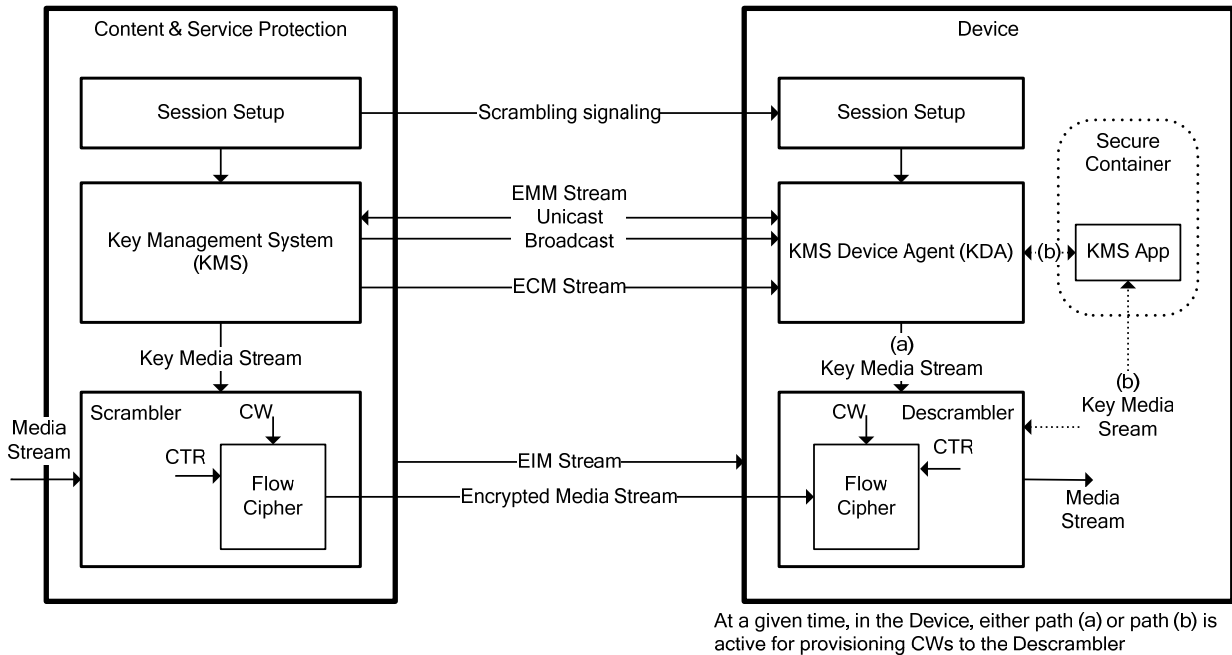 Content & Service Protection
Device
Session Setup
Scrambling signaling
Session Setup
Secure
Container
Key Management System
(KMS)
EMM Stream
Unicast
Broadcast
ECM Stream
KMS Device Agent (KDA)
(b)
KMS App
Key Media Stream
(a)
Key Media Stream
(b)
Key Media
Sream
Media
Stream
Scrambler
CW
CTR
Flow
Cipher
EIM Stream
Encrypted Media Stream
CW
Descrambler
CTR
Flow
Cipher
Media
Stream
At a given time, in the Device, either path (a) or path (b) is
active for provisioning CWs to the Descrambler